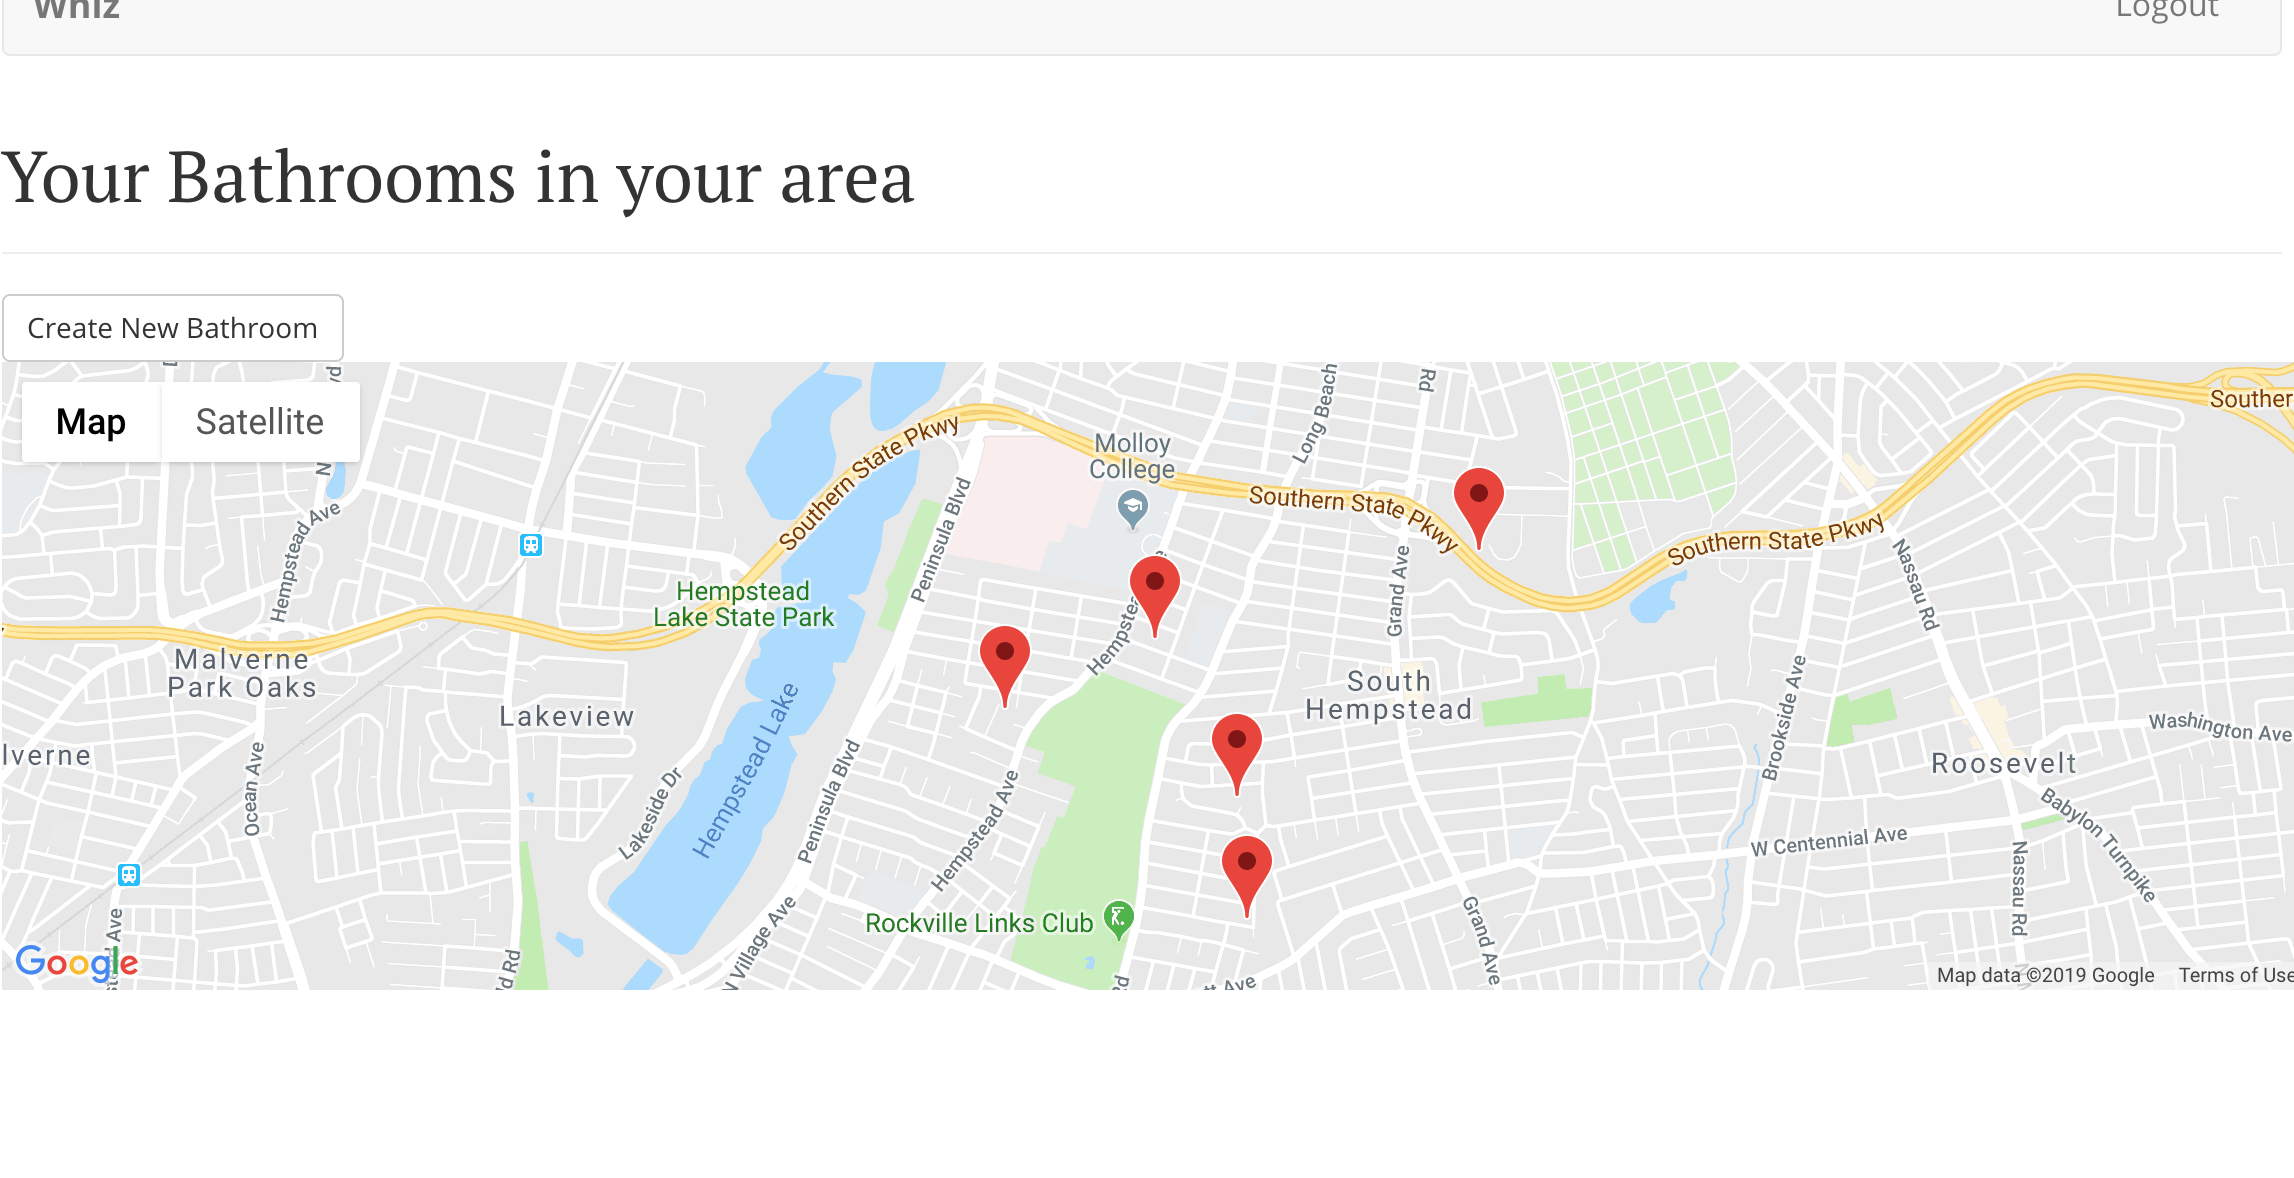 Whiz
Logout
Your Bathrooms in your area
Create New Bathroom
Map
Satellite
Southern State Pkwy
Peninsula Blvd
Molloy
College
Long Beach
Rd
Southern State Pkwy
Southern State Pkwy
Souther
Hempstead Ave
Hempstead
Lake State Park
Grand Ave
Nassau Rd
Malverne
Park Oaks
Lakeview
South
Hempstead
Brookside Ave
Washington Ave
lverne
Roosevelt
Ocean Ave
Lakeside Dr
Hempstead Lake
Peninsula Blvd
Hempstead Ave
Babylon Turnpike
W Centennial Ave
Nassau Rd
Rockville Links Club
Grand Ave
N Village Ave
Google
Map data ©2019 Google
Terms of Use